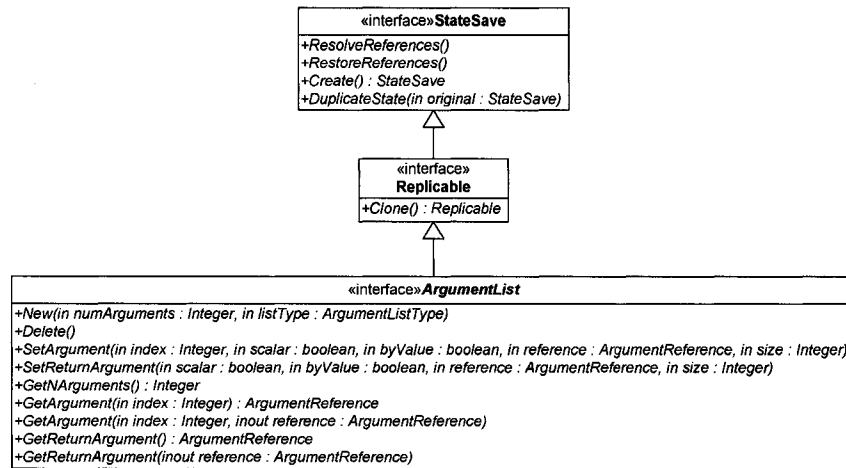 «interface»StateSave
+ResolveReferences()
+RestoreReferences()
+Create() : StateSave
+DuplicateState(in original : StateSave)
«interface»
Replicable
+Clone() : Replicable
«interface»ArgumentList
+New(in numArguments : Integer, in listType : ArgumentListType)
+Delete()
+SetArgument(in index : Integer, in scalar : boolean, in byValue : boolean, in reference : ArgumentReference, in size : Integer)
+SetReturnArgument(in scalar : boolean, in byValue : boolean, in reference : ArgumentReference, in size : Integer)
+GetNArguments() : Integer
+GetArgument(in index : Integer) : ArgumentReference
+GetArgument(in index : Integer, inout reference : ArgumentReference)
+GetReturnArgument() : ArgumentReference
+GetReturnArgument(inout reference : ArgumentReference)